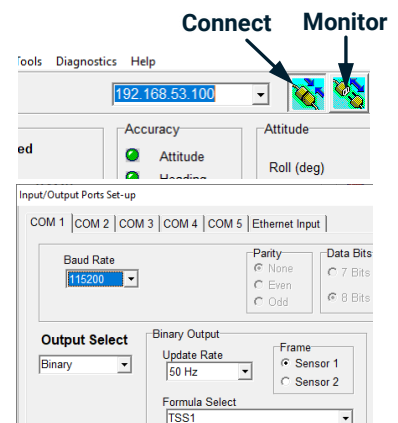 Connect Monitor
Tools Diagnostics Help
192.168.53.100
Accuracy
Attitude
ed
Attitude
Roll (deg)
Heading
Input/Output Ports Set-up
COM 1 COM 2 COM 3 COM 4 COM 5 Ethernet Input
Baud Rate
Parity
Data Bits
115200
None
7 Bits
Even
Odd
8 Bits
Output Select
Binary Output
Binary
Update Rate
Frame
50 Hz
Sensor 1
Sensor 2
Formula Select
TSS1